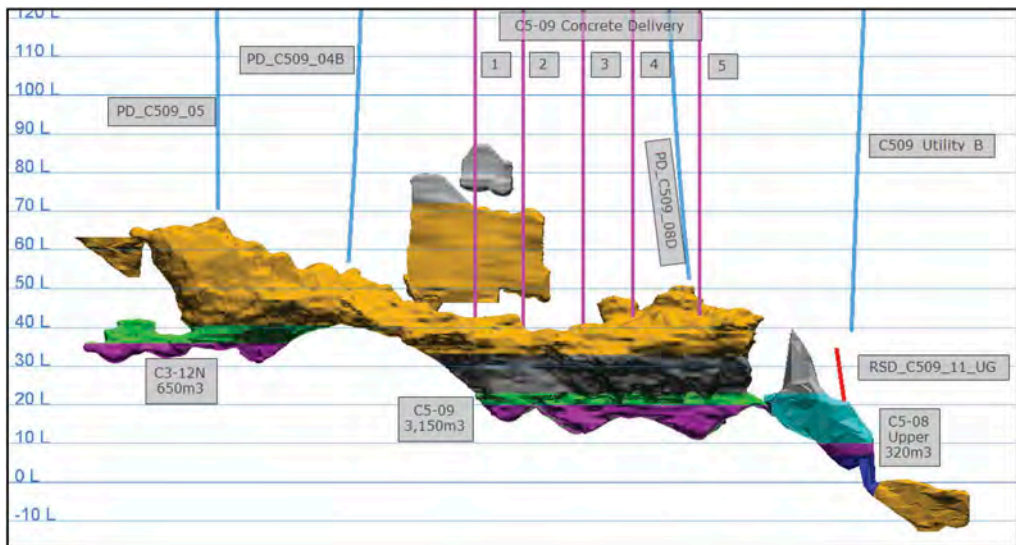 120 L
C5-09 Concrete Delivery
110 L
PD_C509_04B
1
2
3
4
5
100 L
PD_C509_05
90 L
C509 Utility B
80 L
PD_C509_08D
70 L
60 L
50 L
40 L
30 L
RSD_C509_11_UG
C3-12N
650m3
20 L
C5-09
3,150m3
C5-08
Upper
320m3
10 L
0 L
-10 L